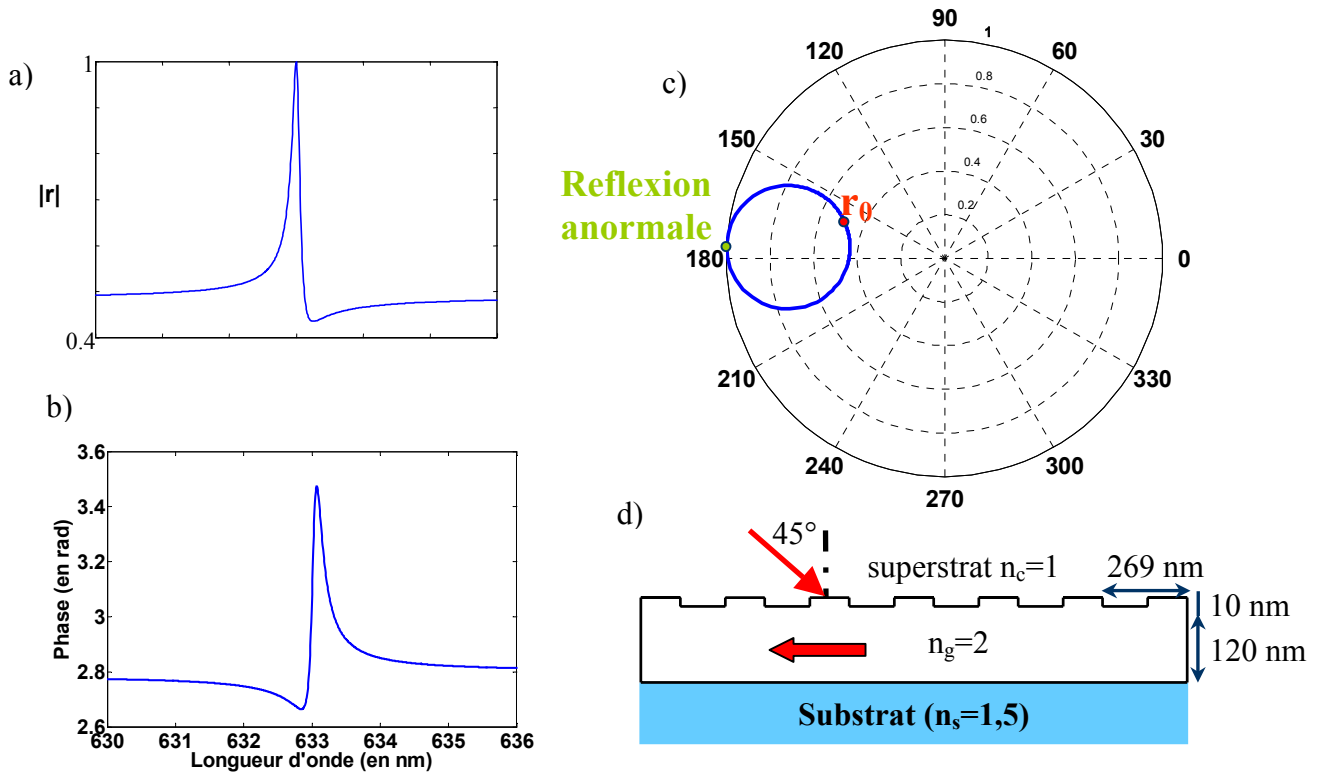 a)
1
|r|
0.4
b)
3.6
3.4
3.2
3
2.8
2.6
Phase (en rad)
630 631 632 633 634 635 636
Longueur d'onde (en nm)
c)
90
60
30
0
330
300
270
240
210
180
150
120
1
0.8
0.6
0.4
0.2
Reflexion
anormale
r0
d)
45°
superstrat nc=1
269 nm
10 nm
ng=2
120 nm
Substrat (ns=1,5)